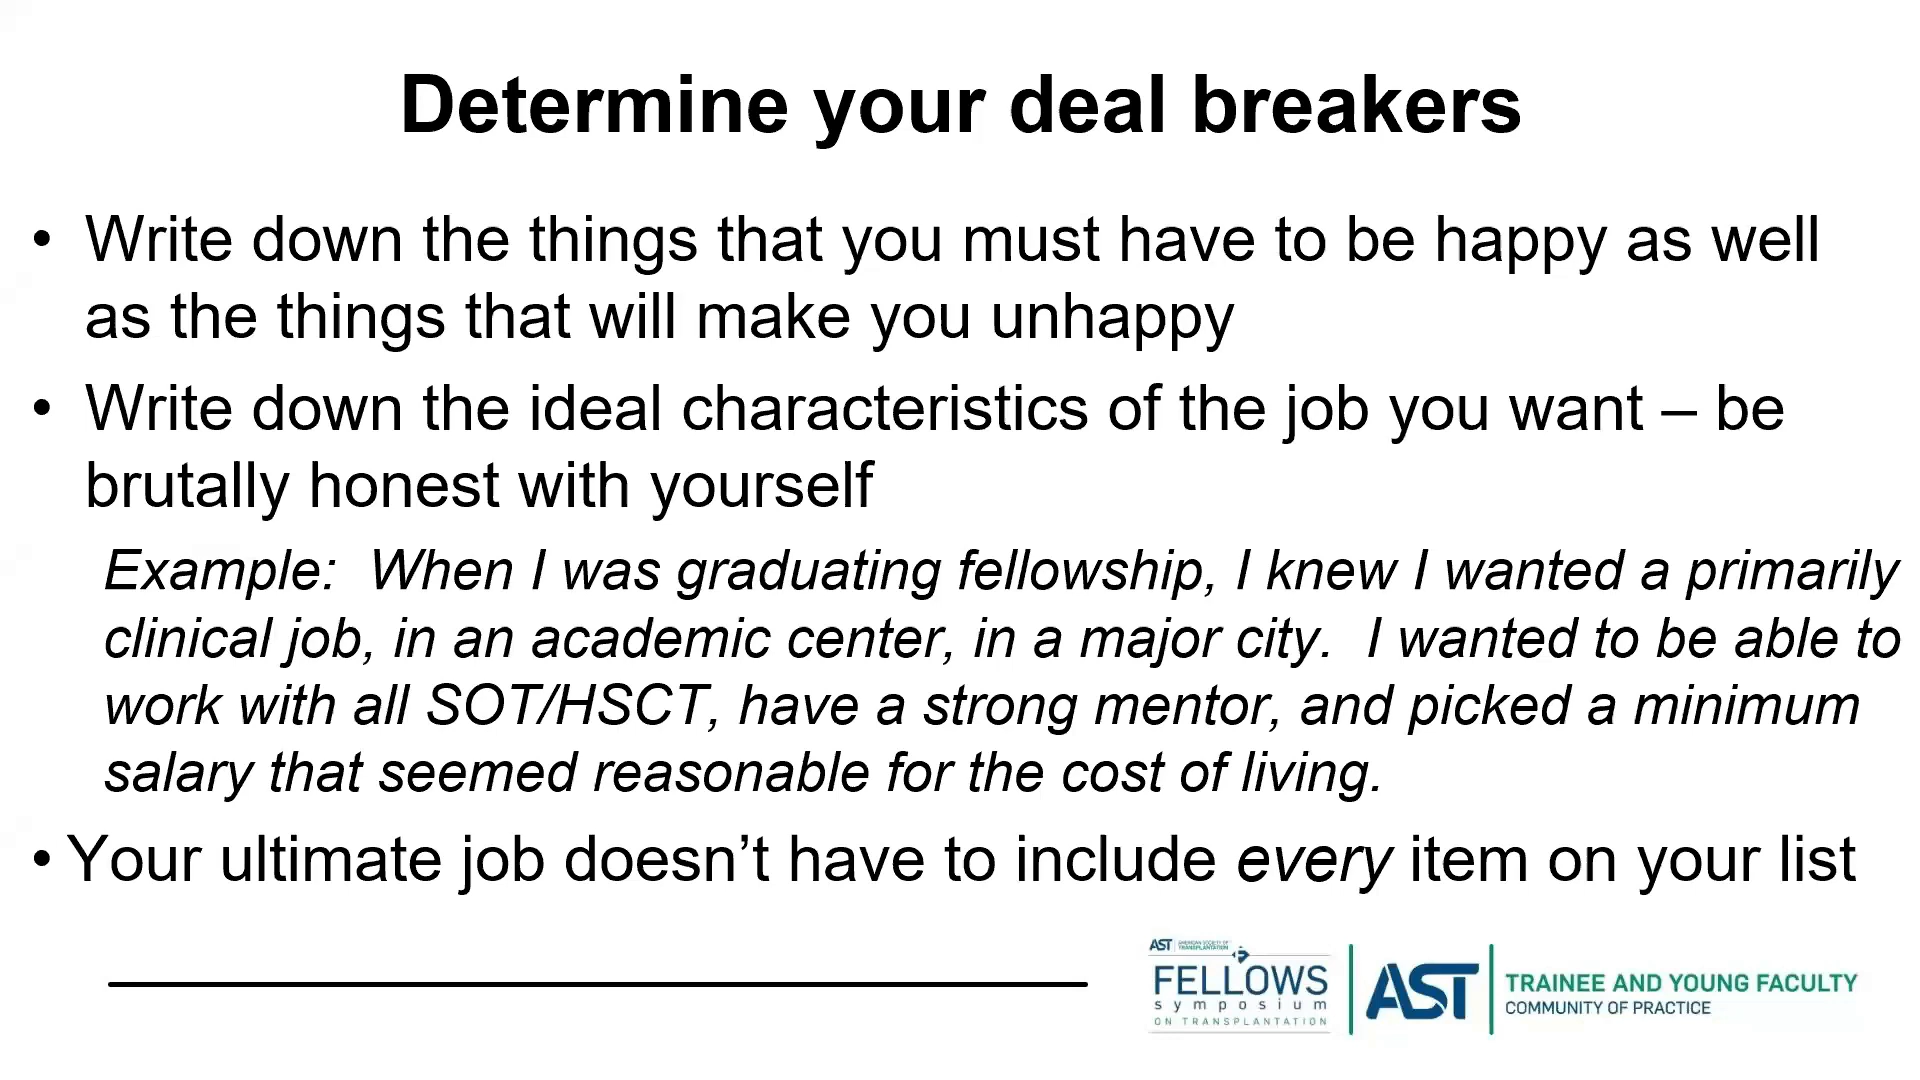 Determine your deal breakers
• Write down the things that you must have to be happy as well
as the things that will make you unhappy
• Write down the ideal characteristics of the job you want – be
brutally honest with yourself
Example:  When I was graduating fellowship, I knew I wanted a primarily
clinical job, in an academic center, in a major city.  I wanted to be able to
work with all SOT/HSCT, have a strong mentor, and picked a minimum
salary that seemed reasonable for the cost of living.
• Your ultimate job doesn’t have to include every item on your list
AST AMERICAN SOCIETY OF
TRANSPLANTATION
FELLOWS
symposium
ON TRANSPLANTATION
AST
TRAINEE AND YOUNG FACULTY
COMMUNITY OF PRACTICE